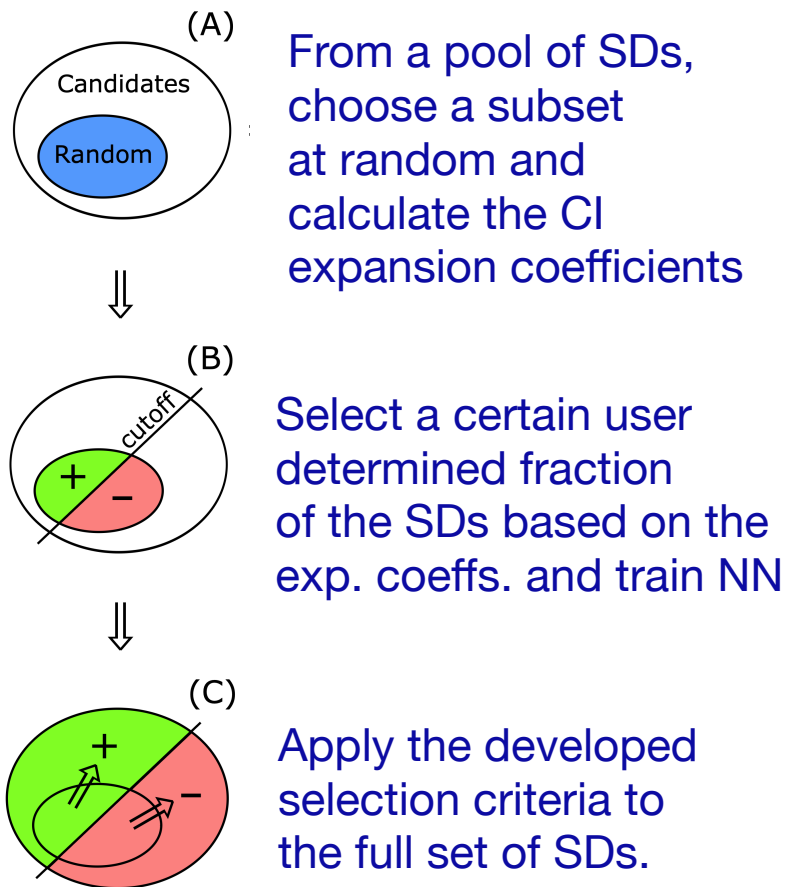 (A)
Candidates
Random
From a pool of SDs,
choose a subset
at random and
calculate the CI
expansion coefficients
(B)
cutoff
+
−
Select a certain user
determined fraction
of the SDs based on the
exp. coeffs. and train NN
(C)
+
−
Apply the developed
selection criteria to
the full set of SDs.